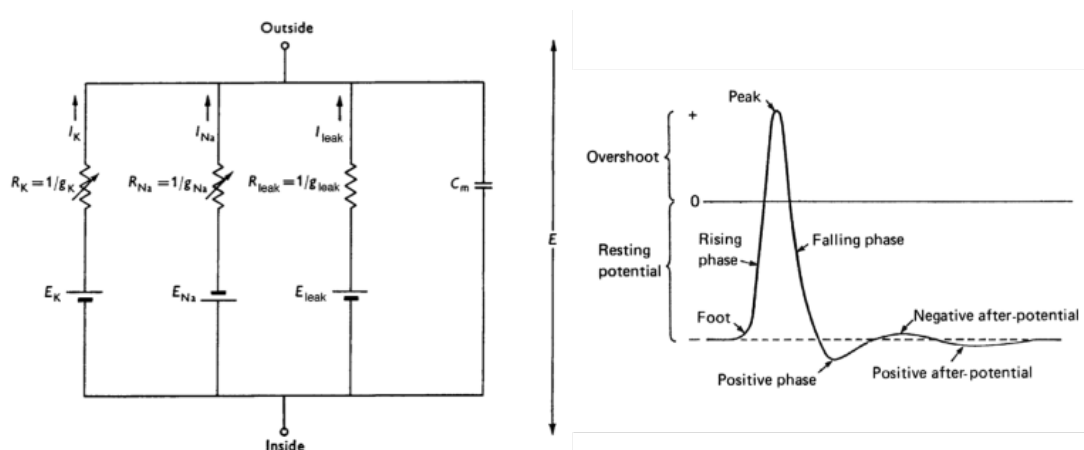 Outside
I_K
I_Na
I_leak
R_K = 1/g_K
R_Na = 1/g_Na
R_leak = 1/g_leak
C_m
E
E_K
E_Na
E_leak
Inside
Peak
+
Overshoot
0
Resting
potential
Rising
phase
Falling phase
Foot
Negative after-potential
Positive phase
Positive after-potential